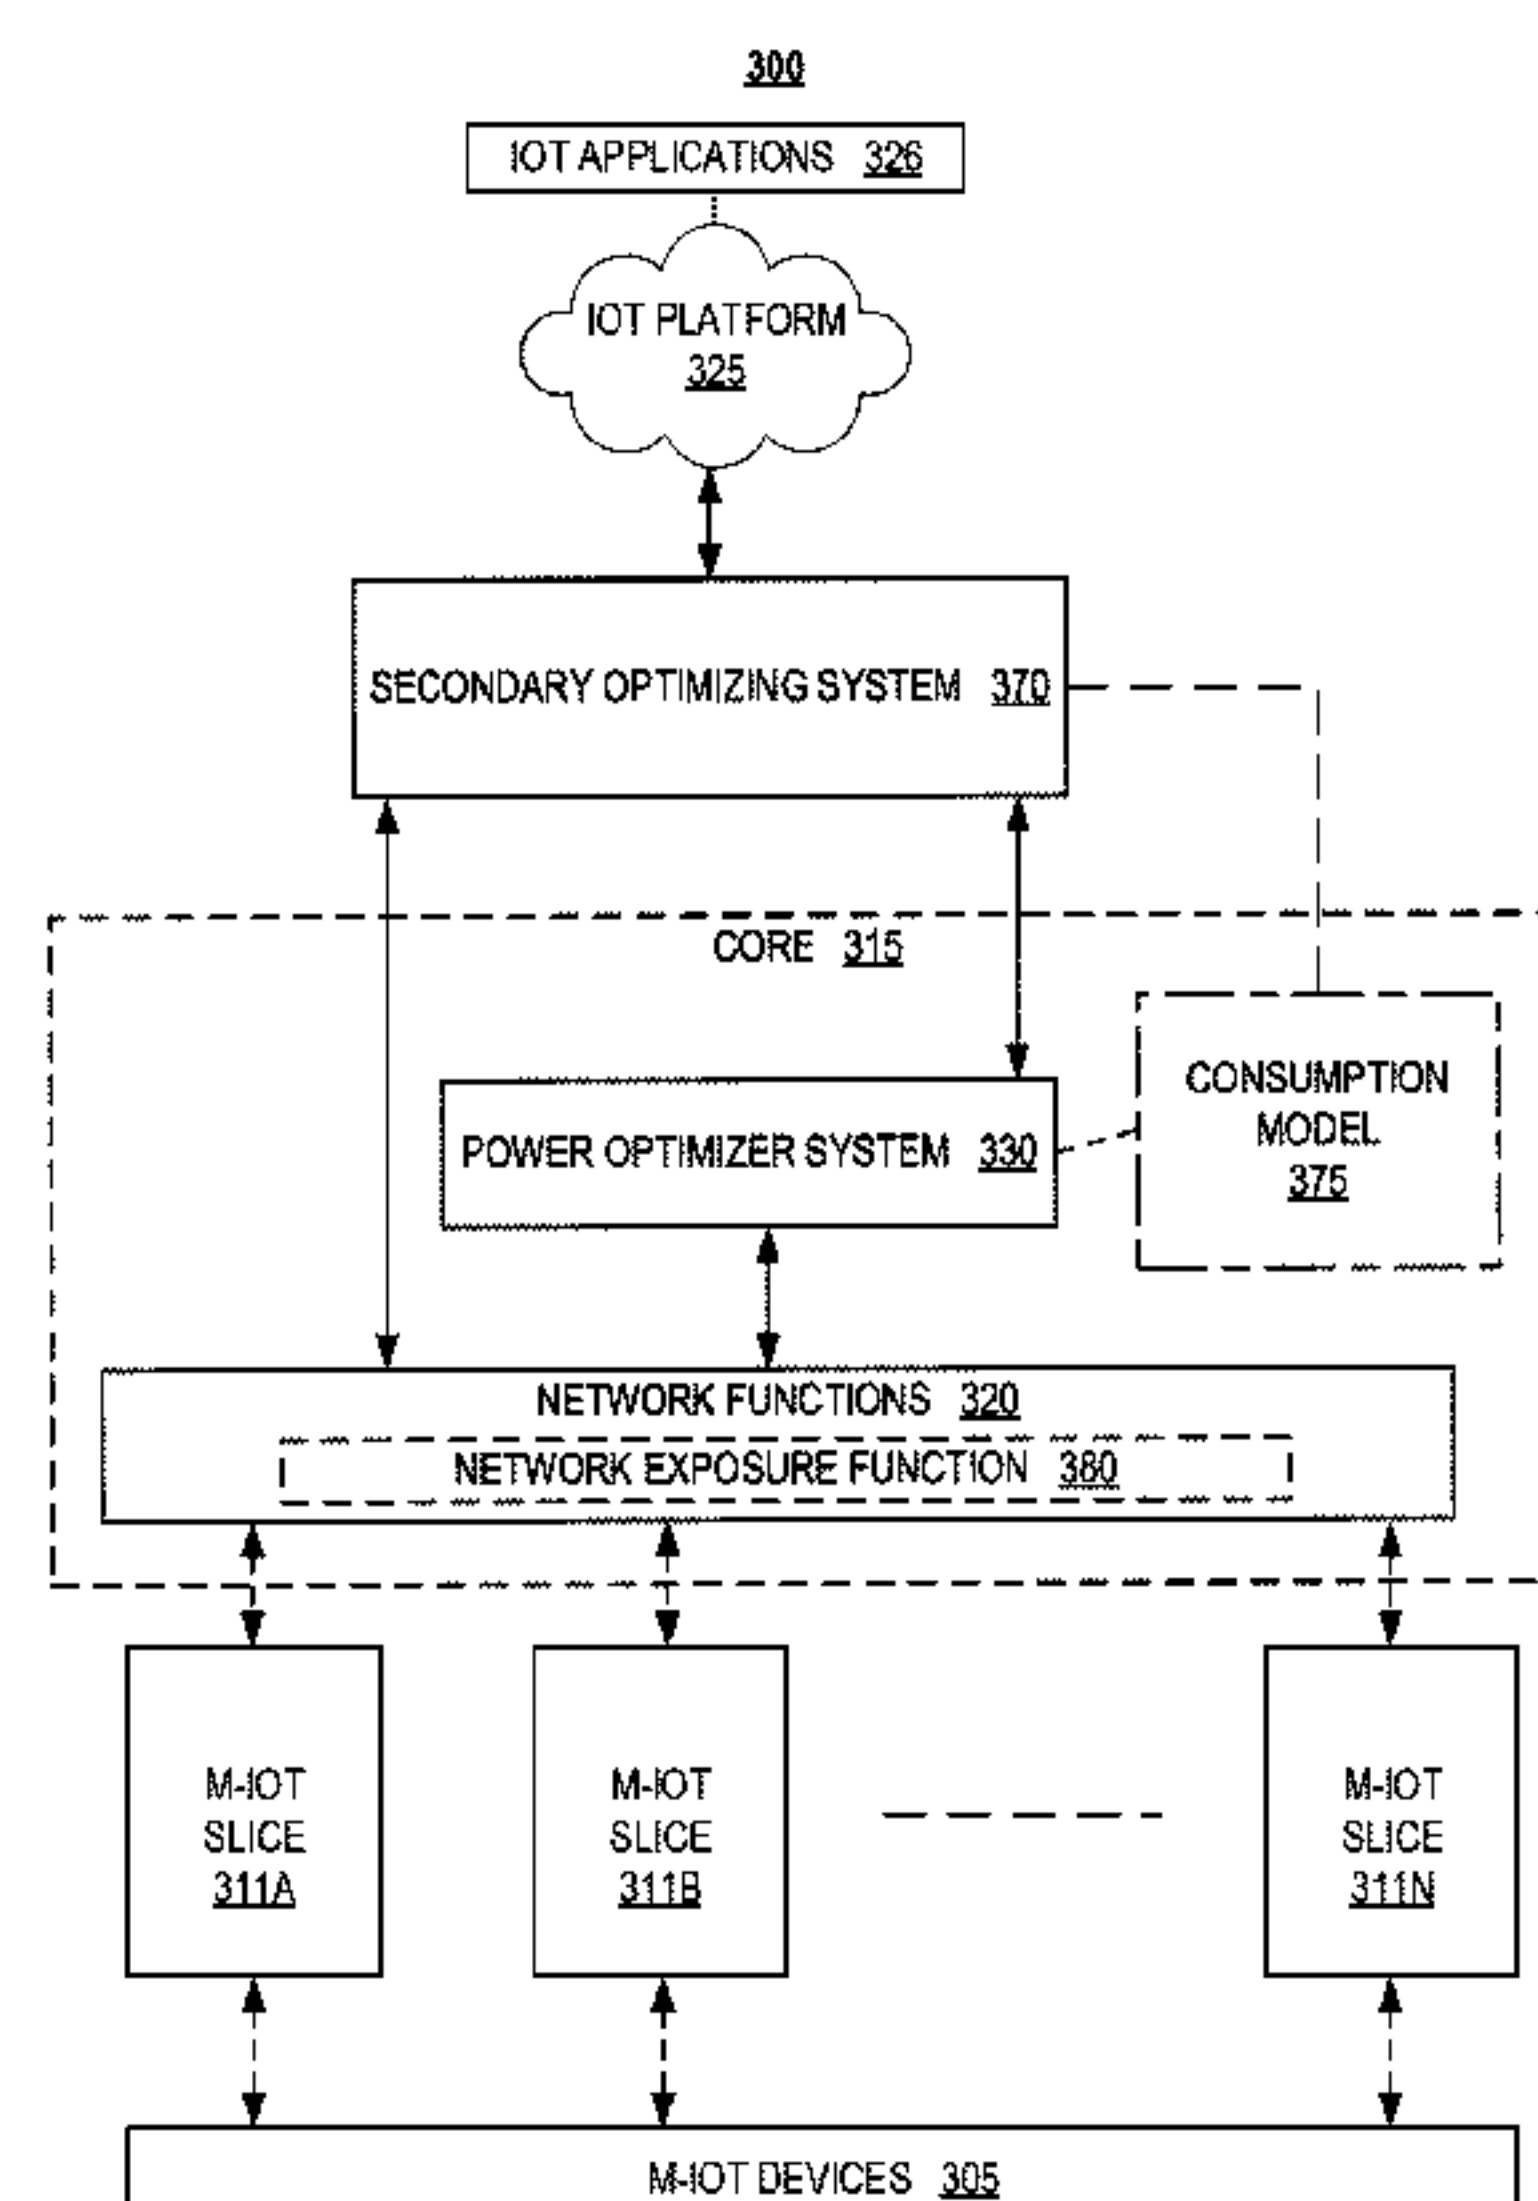 300
IOT APPLICATIONS 326
IOT PLATFORM
325
SECONDARY OPTIMIZING SYSTEM 370
CORE 315
CONSUMPTION
MODEL
375
POWER OPTIMIZER SYSTEM 330
NETWORK FUNCTIONS 320
NETWORK EXPOSURE FUNCTION 380
M-IOT
SLICE
311A
M-IOT
SLICE
311B
M-IOT
SLICE
311N
M-IOT DEVICES 305